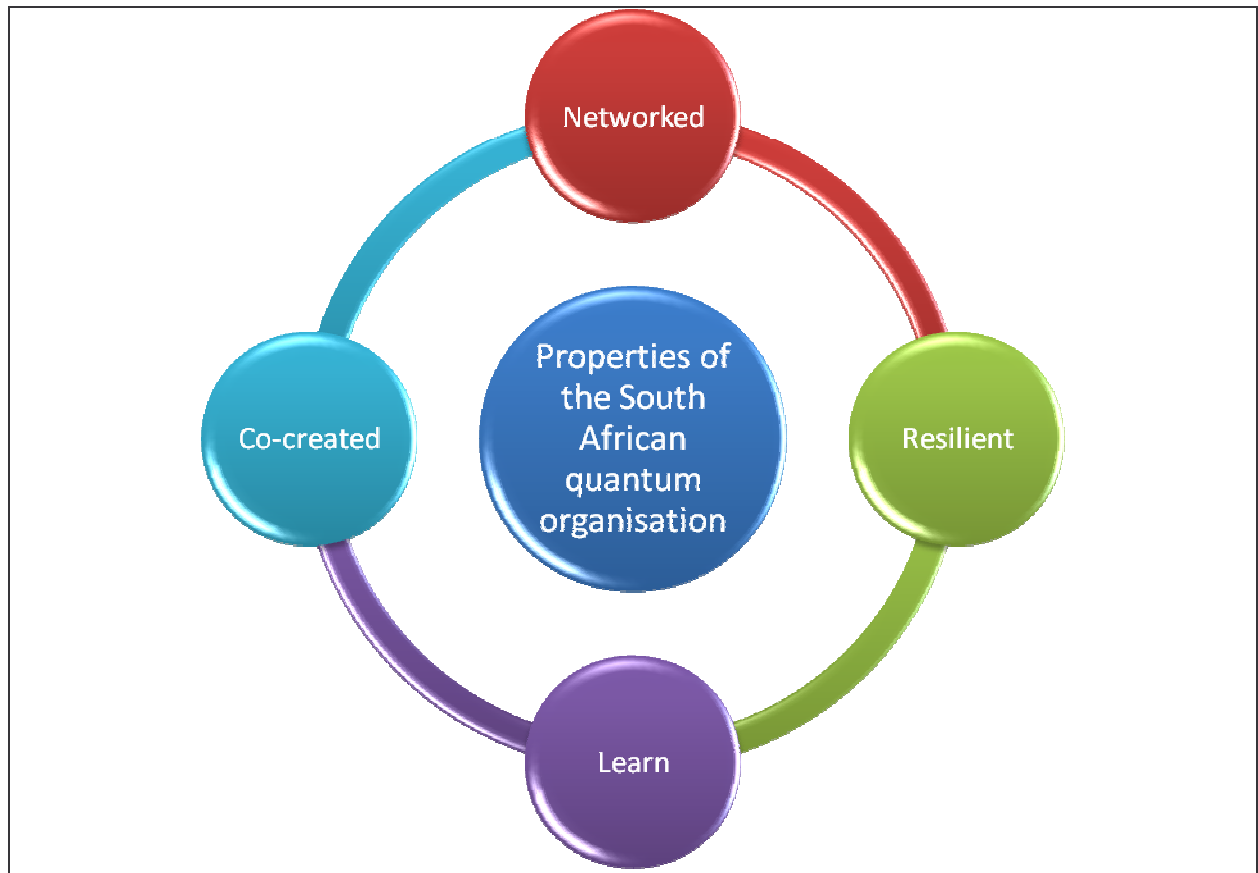 Networked
Properties of
the South
African
quantum
organisation
Co-created
Resilient
Learn